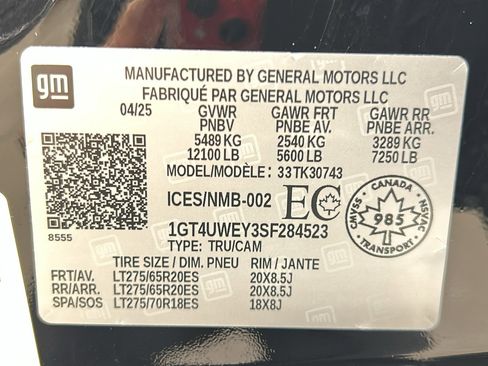 gm
MANUFACTURED BY GENERAL MOTORS LLC
FABRIQUÉ PAR GENERAL MOTORS LLC
04/25 GVWR GAWR FRT GAWR RR
PNBV PNBE AV. PNBE ARR.
5489 KG 2540 KG 3289 KG
12100 LB 5600 LB 7250 LB
MODEL/MODÈLE: 33TK30743
ICES/NMB-002 EC
CANADA
CMVSS NSVAC
985
TRANSPORT
8555
1GT4UWEY3SF284523
TYPE: TRU/CAM
TIRE SIZE / DIM. PNEU RIM / JANTE
FRT/AV. LT275/65R20ES 20X8.5J
RR/ARR. LT275/65R20ES 20X8.5J
SPA/SOS LT275/70R18ES 18X8J